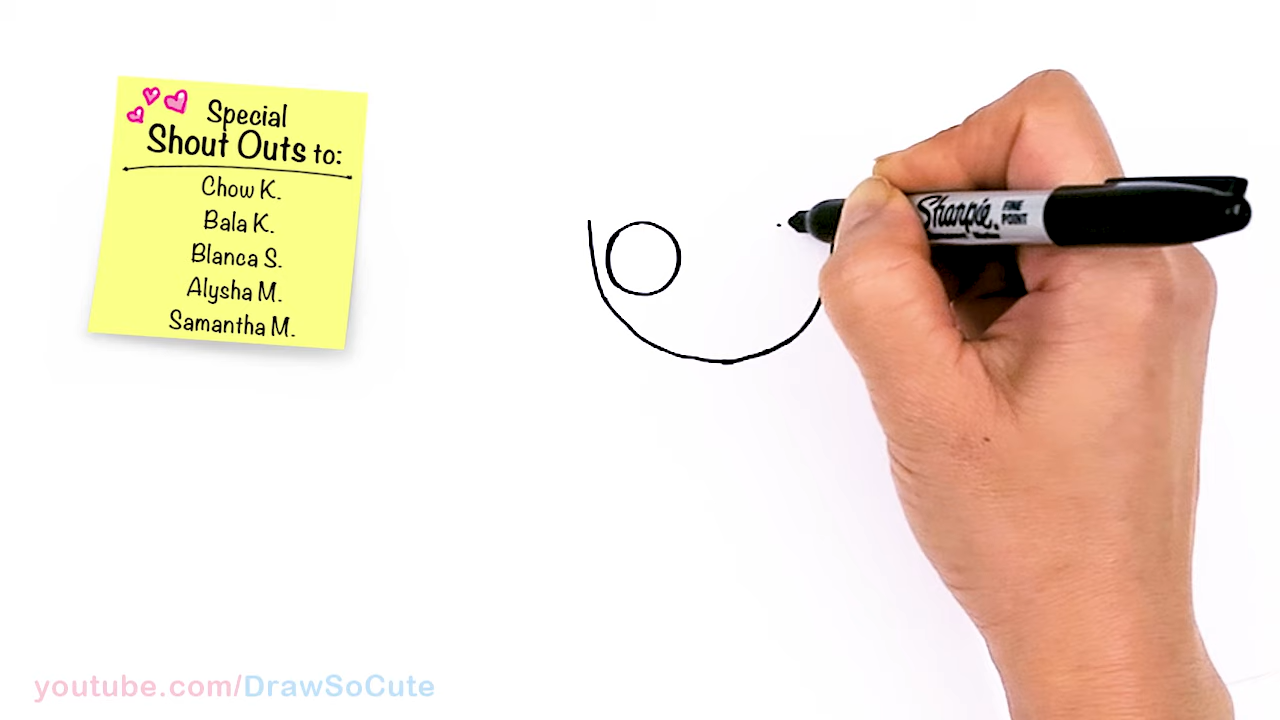 Special
Shout Outs to:
Chow K.
Bala K.
Blanca S.
Alysha M.
Samantha M.
Sharpie.
FINE
POINT
youtube.com/DrawSoCute